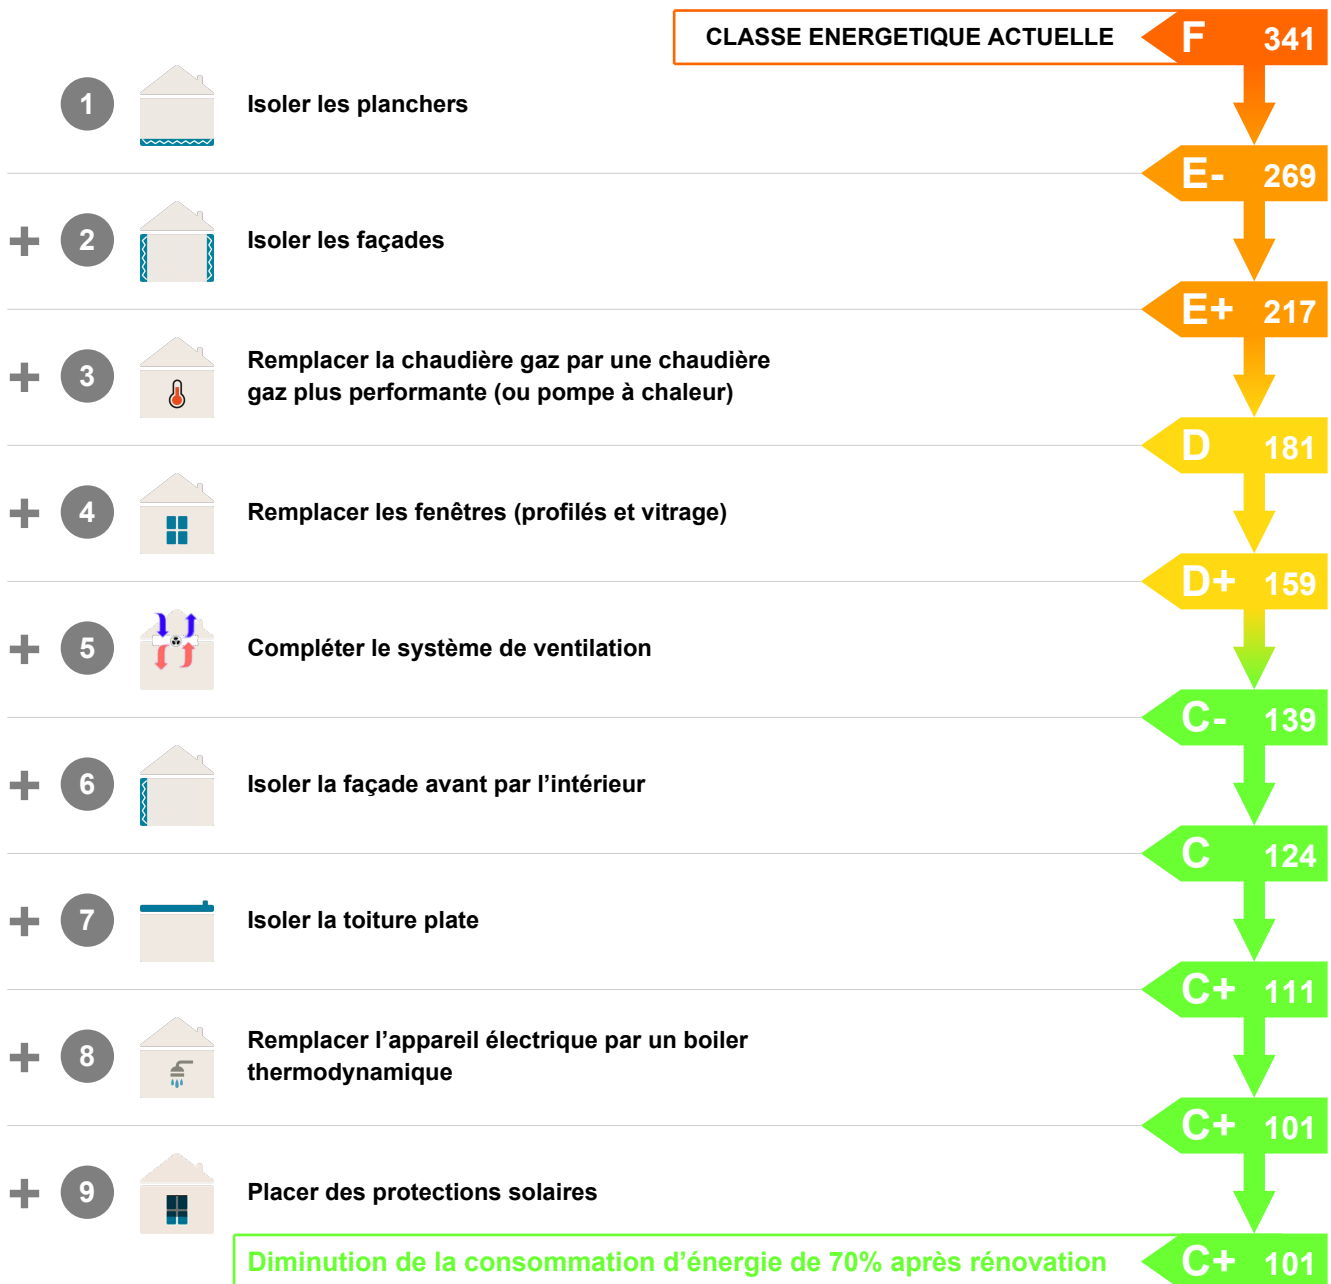 CLASSE ENERGETIQUE ACTUELLE F 341
1 Isoler les planchers
E- 269
+ 2 Isoler les façades
E+ 217
+ 3 Remplacer la chaudière gaz par une chaudière
gaz plus performante (ou pompe à chaleur)
D 181
+ 4 Remplacer les fenêtres (profilés et vitrage)
D+ 159
+ 5 Compléter le système de ventilation
C- 139
+ 6 Isoler la façade avant par l’intérieur
C 124
+ 7 Isoler la toiture plate
C+ 111
+ 8 Remplacer l’appareil électrique par un boiler
thermodynamique
C+ 101
+ 9 Placer des protections solaires
Diminution de la consommation d’énergie de 70% après rénovation C+ 101